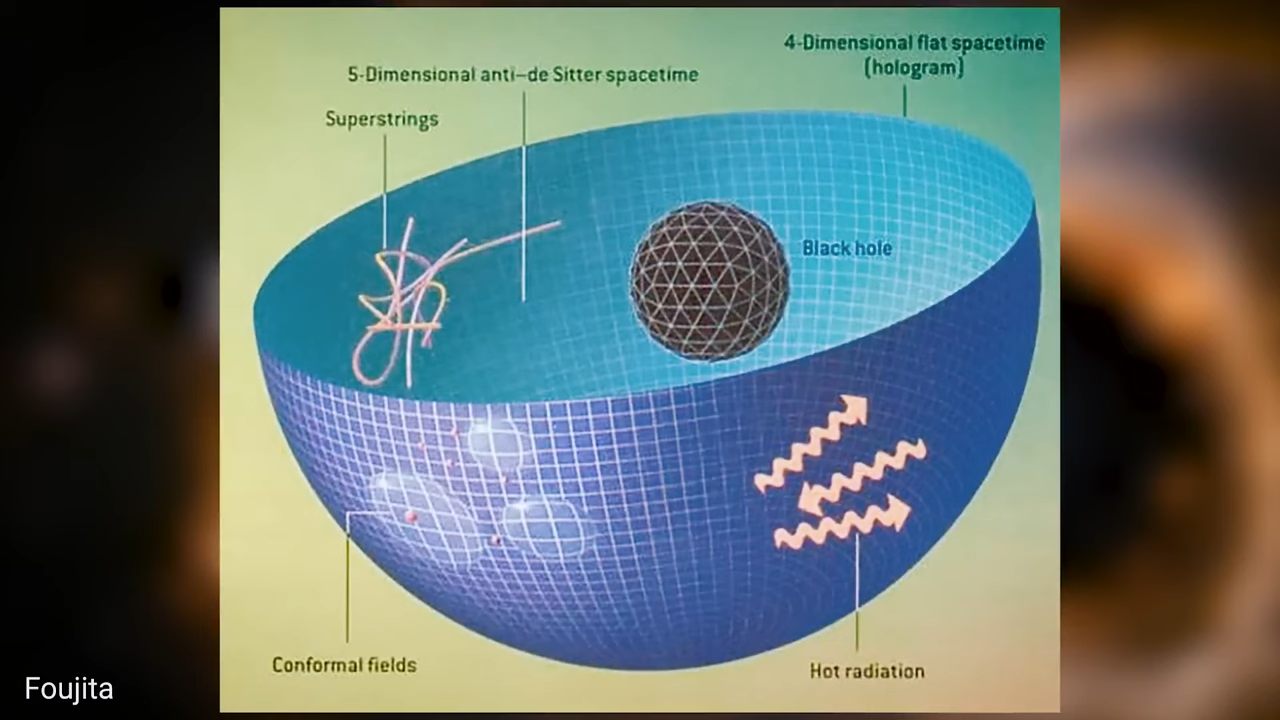 4-Dimensional flat spacetime
(hologram)
5-Dimensional anti–de Sitter spacetime
Superstrings
Black hole
Conformal fields
Hot radiation
Foujita